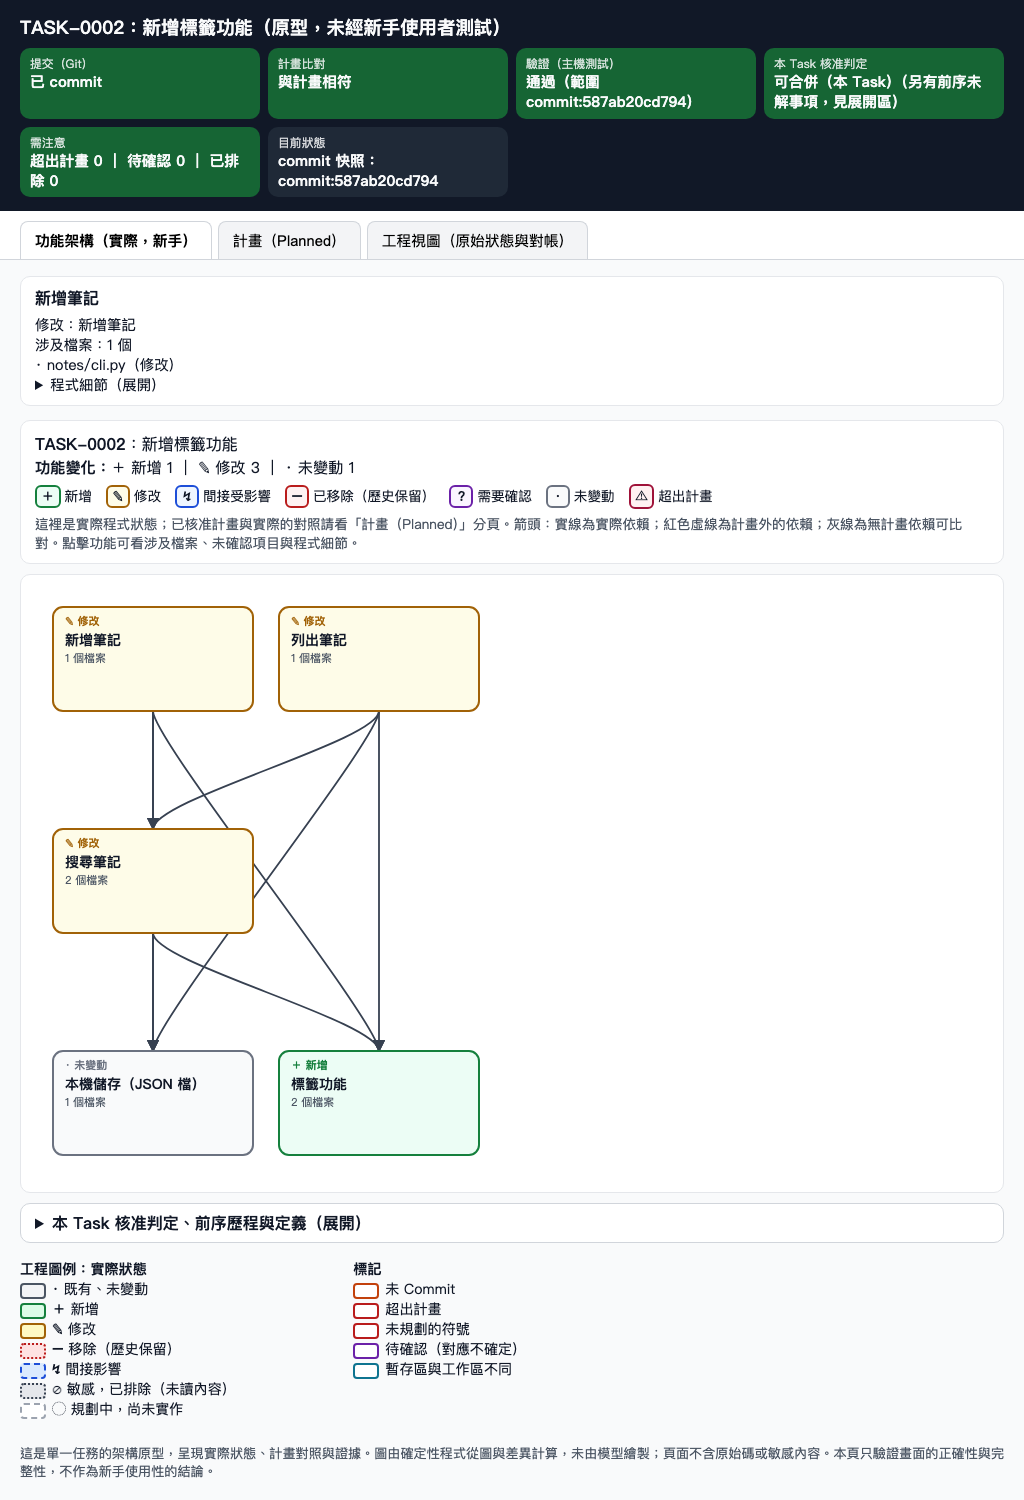 TASK-0002：新增標籤功能（原型，未經新手使用者測試）
提交（Git）
已 commit
計畫比對
與計畫相符
驗證（主機測試）
通過（範圍
commit:587ab20cd794）
本 Task 核准判定
可合併（本 Task）（另有前序未
解事項，見展開區）
需注意
超出計畫 0 ｜ 待確認 0 ｜ 已排
除 0
目前狀態
commit 快照：
commit:587ab20cd794
功能架構（實際，新手）
計畫（Planned）
工程視圖（原始狀態與對帳）
新增筆記
修改：新增筆記
涉及檔案：1 個
· notes/cli.py（修改）
▶ 程式細節（展開）
TASK-0002：新增標籤功能
功能變化：＋ 新增 1 ｜ ✎ 修改 3 ｜ · 未變動 1
＋ 新增 ✎ 修改 ↯ 間接受影響 − 已移除（歷史保留） ? 需要確認 · 未變動 ⚠ 超出計畫
這裡是實際程式狀態；已核准計畫與實際的對照請看「計畫（Planned）」分頁。箭頭：實線為實際依賴；紅色虛線為計畫外的依賴；灰線為無計畫依賴可比
對。點擊功能可看涉及檔案、未確認項目與程式細節。
✎ 修改
新增筆記
1 個檔案
✎ 修改
列出筆記
1 個檔案
✎ 修改
搜尋筆記
2 個檔案
· 未變動
本機儲存（JSON 檔）
1 個檔案
＋ 新增
標籤功能
2 個檔案
▶ 本 Task 核准判定、前序歷程與定義（展開）
工程圖例：實際狀態
· 既有、未變動
＋ 新增
✎ 修改
− 移除（歷史保留）
↯ 間接影響
⊘ 敏感，已排除（未讀內容）
◌ 規劃中，尚未實作
標記
未 Commit
超出計畫
未規劃的符號
待確認（對應不確定）
暫存區與工作區不同
這是單一任務的架構原型，呈現實際狀態、計畫對照與證據。圖由確定性程式從圖與差異計算，未由模型繪製；頁面不含原始碼或敏感內容。本頁只驗證畫面的正確性與完
整性，不作為新手使用性的結論。